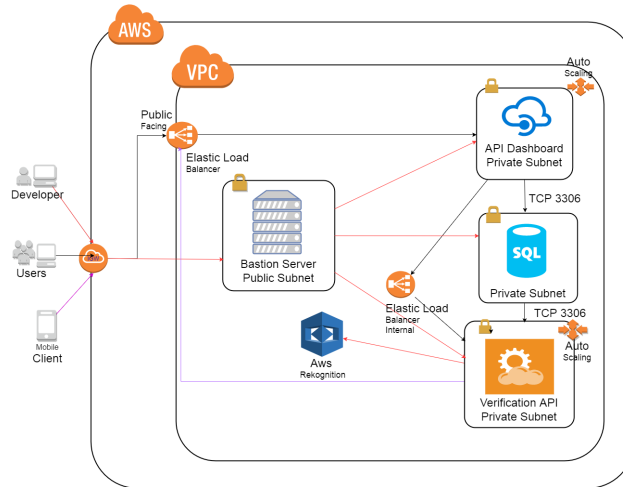 AWS
VPC
Auto
Scaling
Public
Facing
Elastic Load
Balancer
API Dashboard
Private Subnet
Developer
TCP 3306
Users
Bastion Server
Public Subnet
SQL
Private Subnet
Elastic Load
Balancer
Internal
TCP 3306
Mobile
Client
Aws
Rekognition
Auto
Scaling
Verification API
Private Subnet